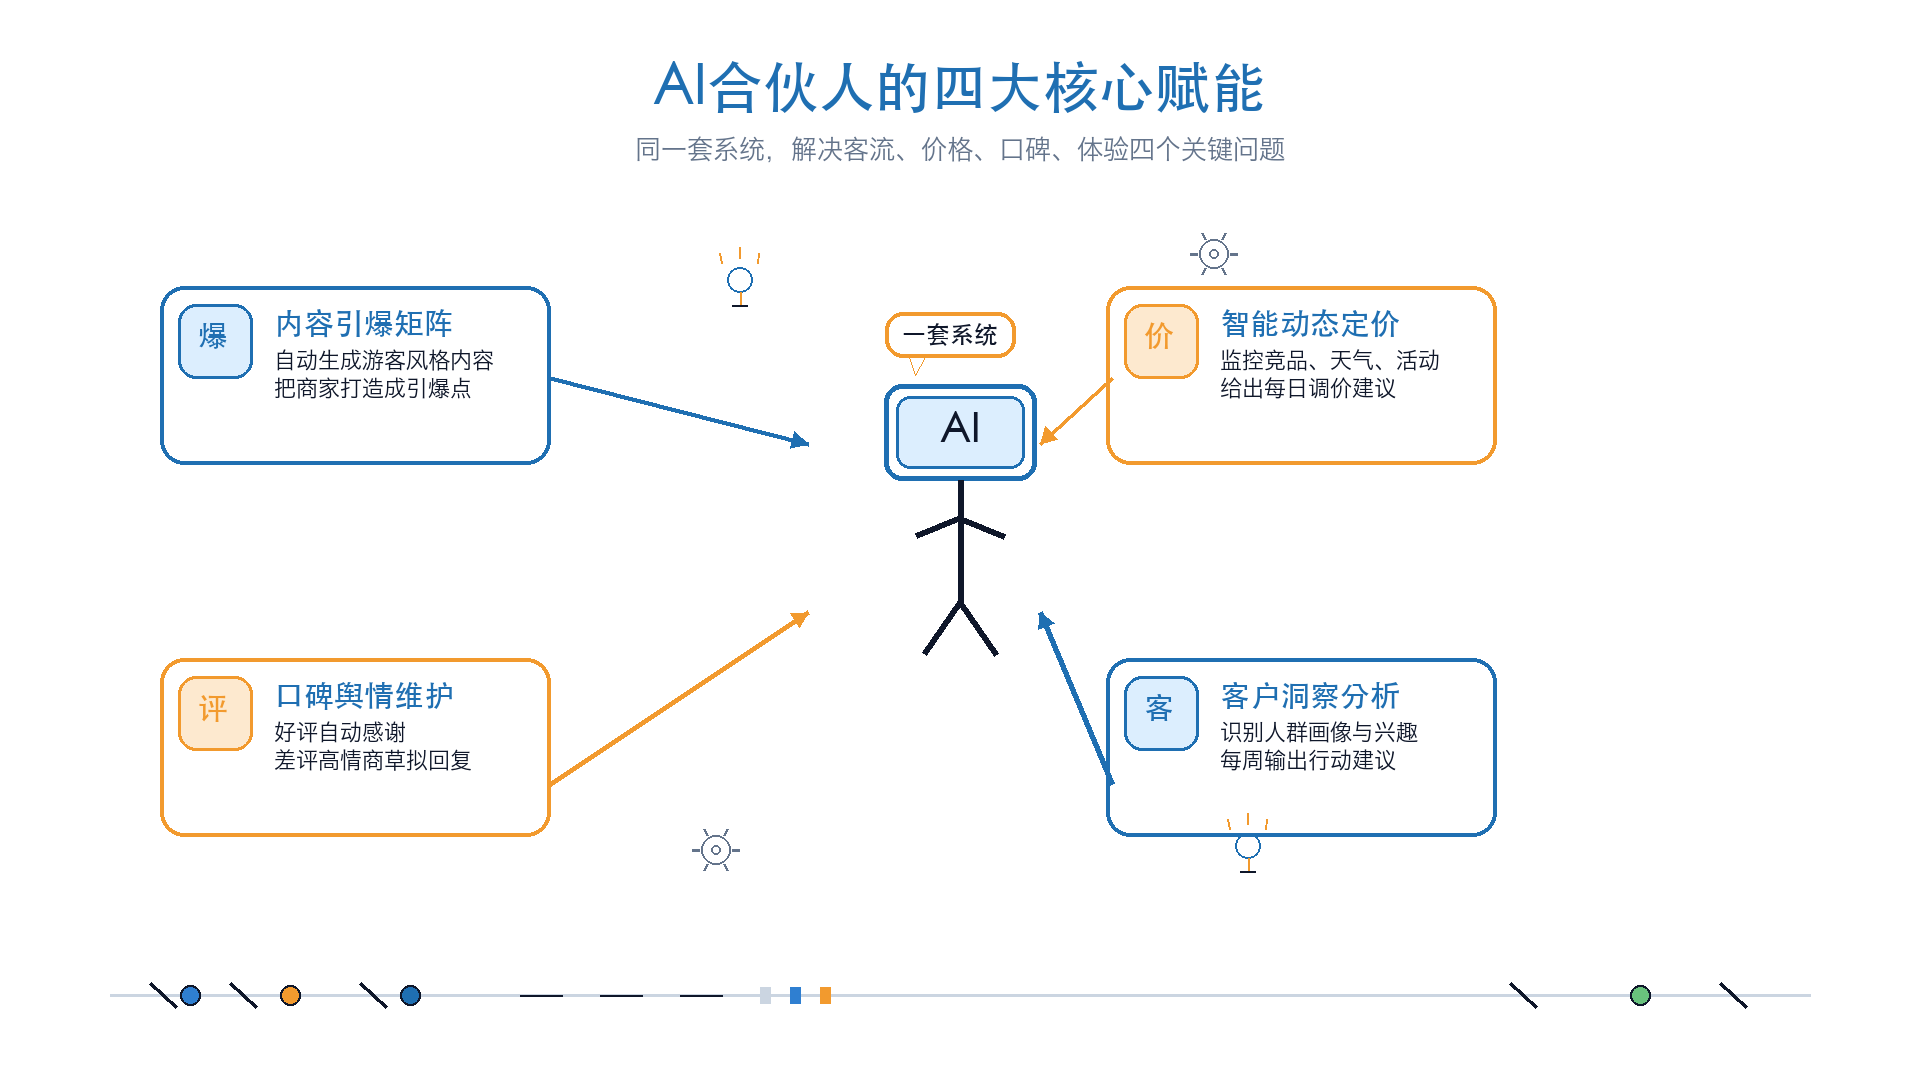 AI合伙人的四大核心赋能
同一套系统，解决客流、价格、口碑、体验四个关键问题
爆
内容引爆矩阵
自动生成游客风格内容
把商家打造成引爆点
一套系统
AI
价
智能动态定价
监控竞品、天气、活动
给出每日调价建议
评
口碑舆情维护
好评自动感谢
差评高情商草拟回复
客
客户洞察分析
识别人群画像与兴趣
每周输出行动建议